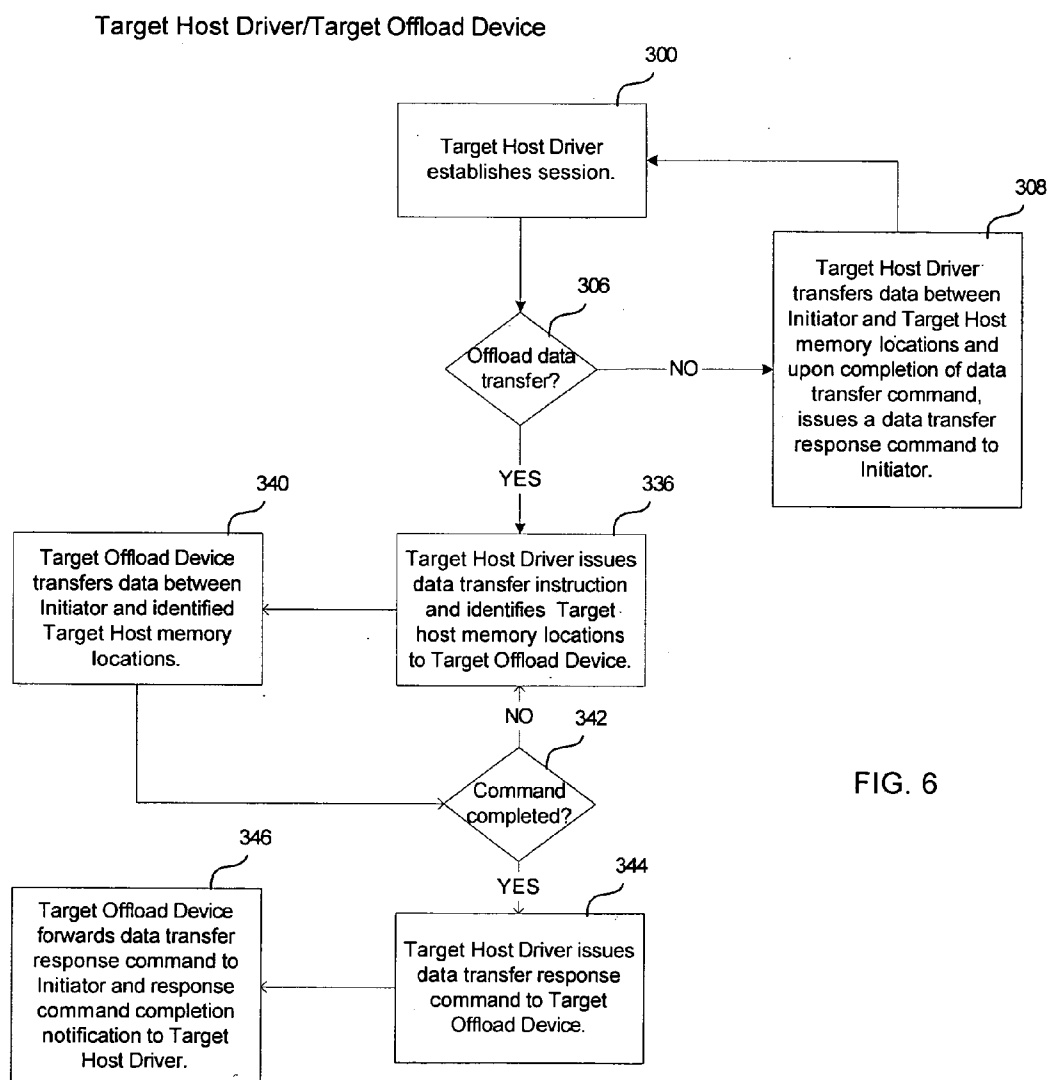 Target Host Driver/Target Offload Device
300
Target Host Driver
establishes session.
308
Target Host Driver
transfers data between
Initiator and Target Host
memory locations and
upon completion of data
transfer command,
issues a data transfer
response command to
Initiator.
306
Offload data
transfer?
NO
YES
340
Target Offload Device
transfers data between
Initiator and identified
Target Host memory
locations.
336
Target Host Driver issues
data transfer instruction
and identifies Target
host memory locations
to Target Offload Device.
NO
342
Command
completed?
FIG. 6
YES
346
Target Offload Device
forwards data transfer
response command to
Initiator and response
command completion
notification to Target
Host Driver.
344
Target Host Driver issues
data transfer response
command to Target
Offload Device.